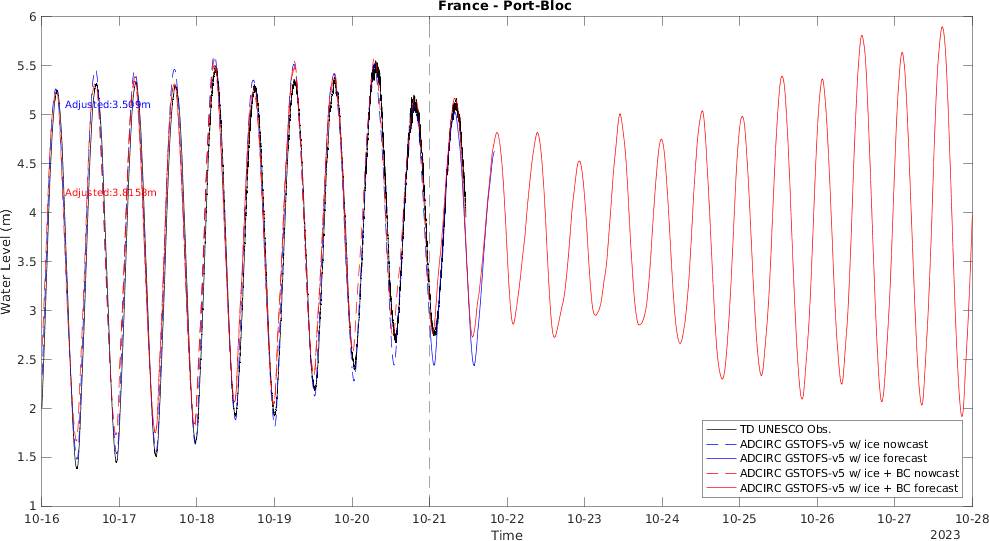 France - Port-Bloc
Water Level (m)
6
5.5
5
4.5
4
3.5
3
2.5
2
1.5
1
Adjusted:3.509m
Adjusted:3.8153m
TD UNESCO Obs.
ADCIRC GSTOFS-v5 w/ ice nowcast
ADCIRC GSTOFS-v5 w/ ice forecast
ADCIRC GSTOFS-v5 w/ ice + BC nowcast
ADCIRC GSTOFS-v5 w/ ice + BC forecast
10-16 10-17 10-18 10-19 10-20 10-21 10-22 10-23 10-24 10-25 10-26 10-27 10-28
Time
2023